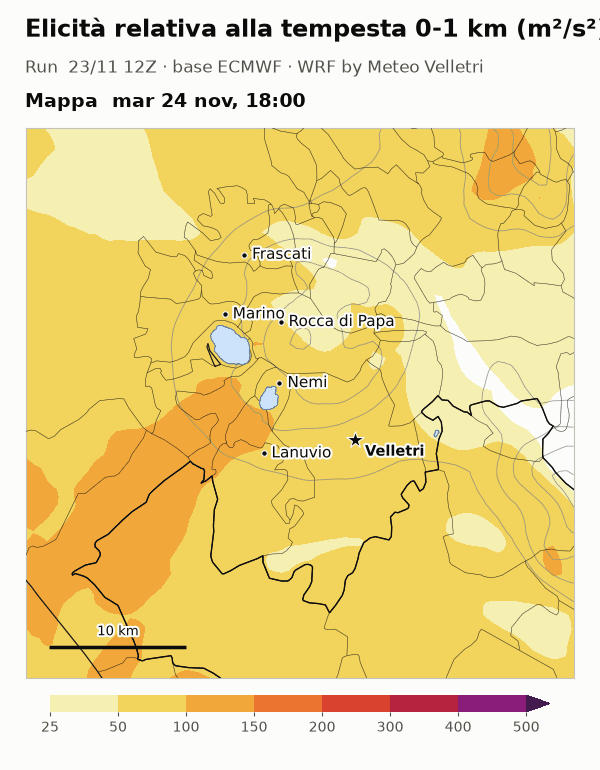 Elicità relativa alla tempesta 0-1 km (m²/s²)
Run  23/11 12Z · base ECMWF · WRF by Meteo Velletri
Mappa  mar 24 nov, 18:00
Frascati
Marino
Rocca di Papa
Nemi
Velletri
Lanuvio
10 km
25 50 100 150 200 300 400 500